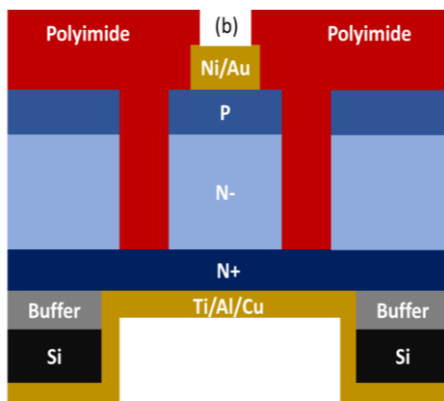 (b)
Polyimide
Polyimide
Ni/Au
P
N-
N+
Buffer
Ti/Al/Cu
Buffer
Si
Si